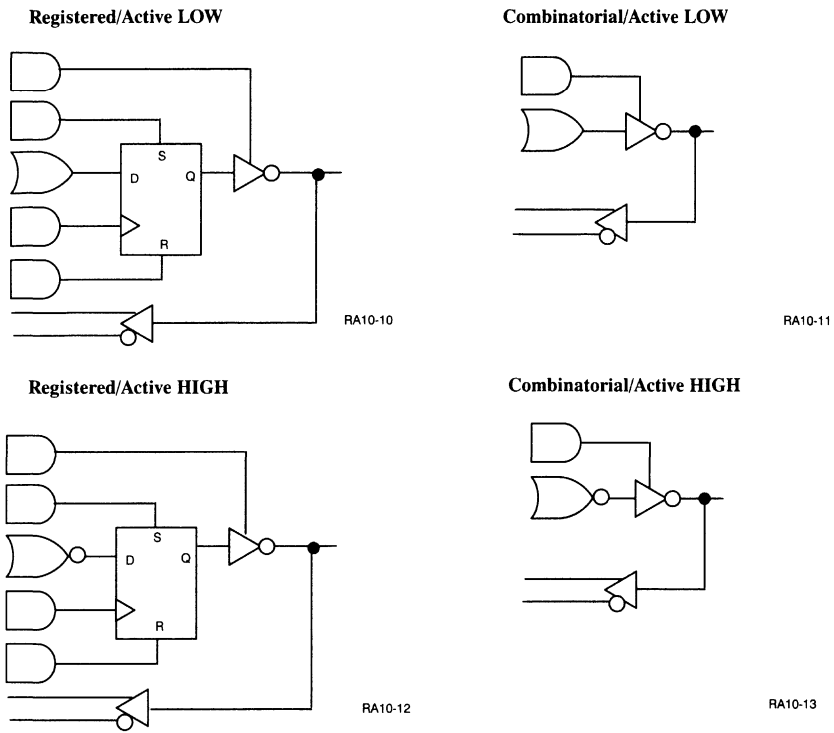 Registered/Active LOW
S
D
Q
R
RA10-10
Combinatorial/Active LOW
RA10-11
Registered/Active HIGH
S
D
Q
R
RA10-12
Combinatorial/Active HIGH
RA10-13